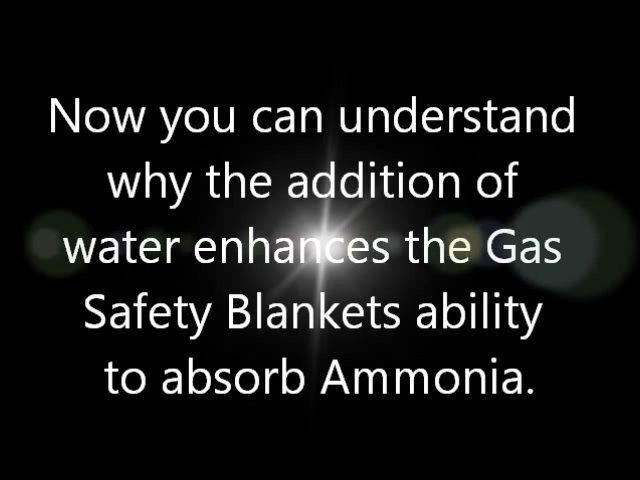 Now you can understand
why the addition of
water enhances the Gas
Safety Blankets ability
to absorb Ammonia.